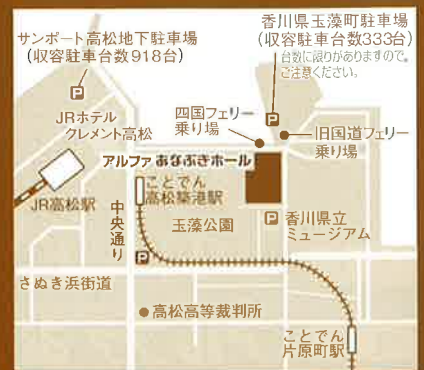 サンポート高松地下駐車場
(収容駐車台数918台)
香川県玉藻町駐車場
(収容駐車台数333台)
台数に限りがありますので、
ご注意ください。
P
P
JRホテル
クレメント高松
四国フェリー
乗り場
旧国道フェリー
乗り場
アルファあなぶきホール
JR高松駅
ことでん
高松築港駅
中央通り
玉藻公園
P
香川県立
ミュージアム
P
さぬき浜街道
高松高等裁判所
ことでん
片原町駅